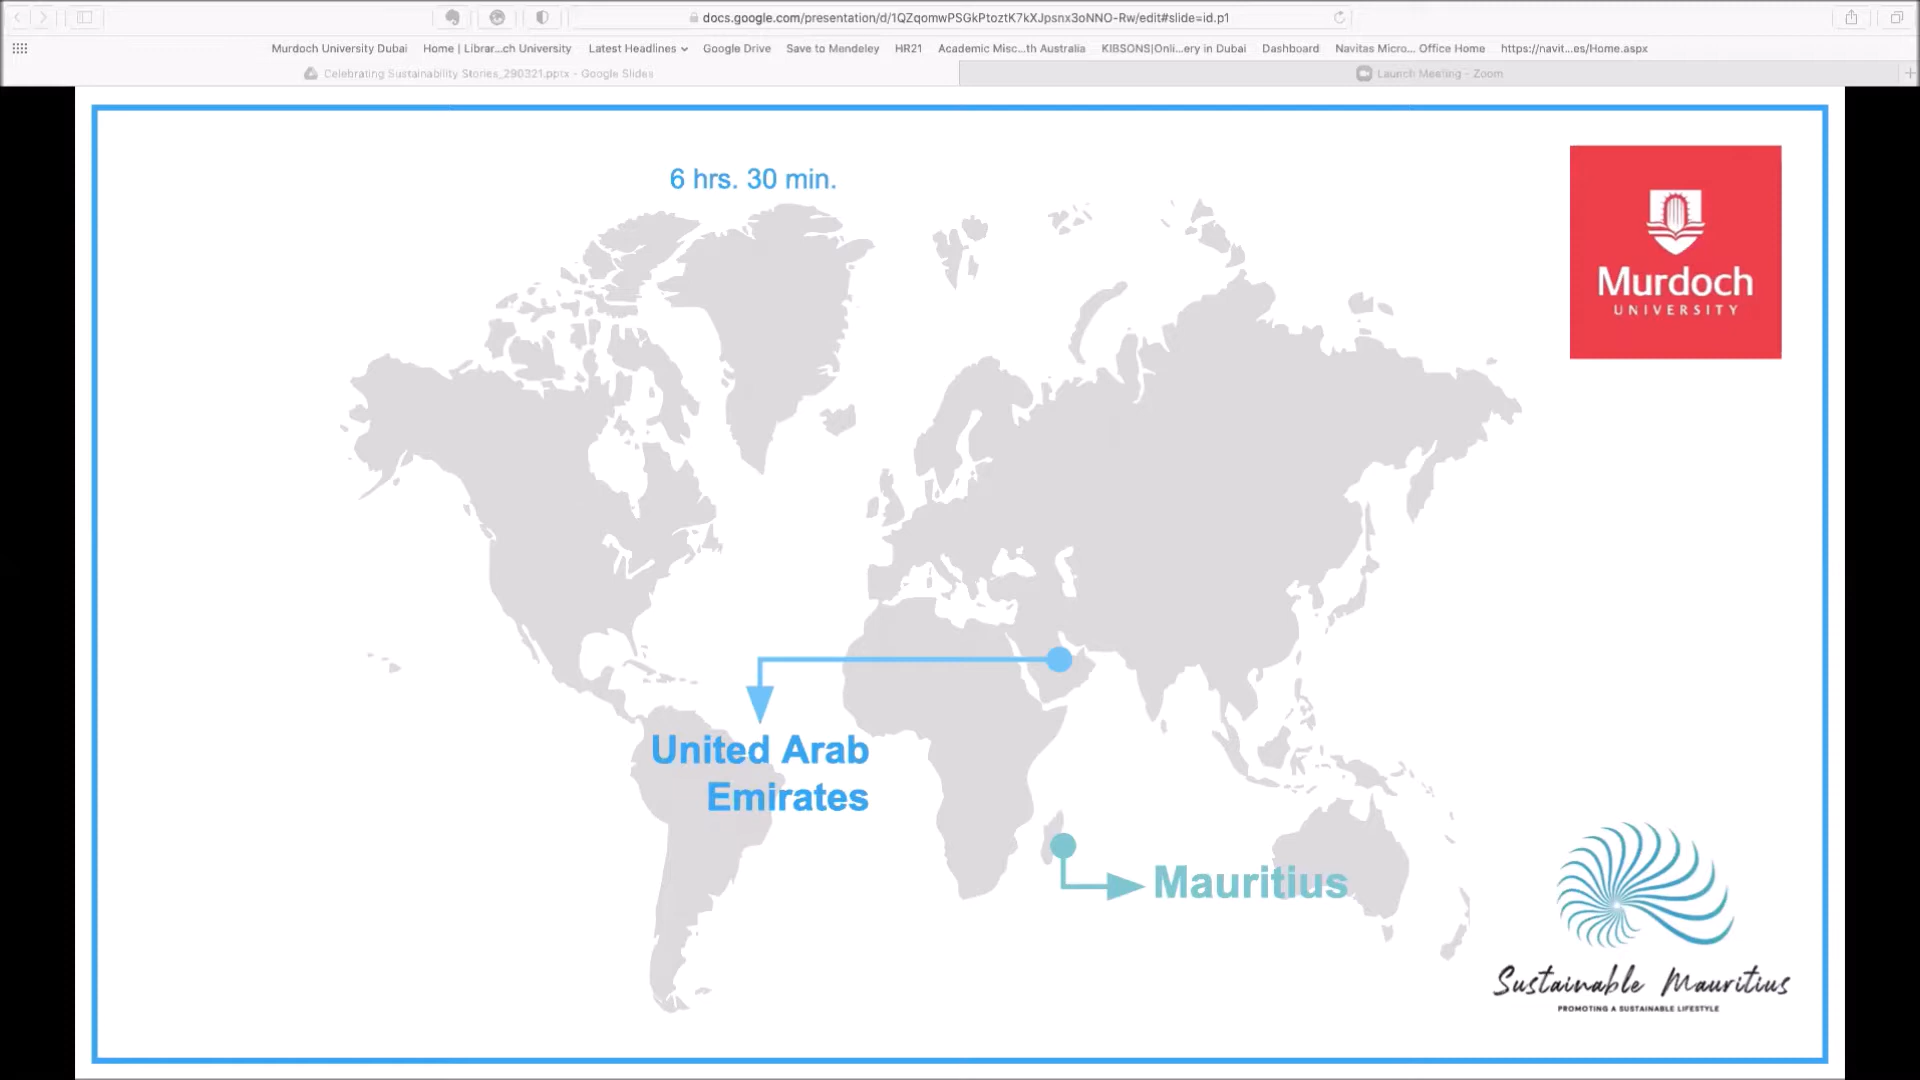 docs.google.com/presentation/d/1QZqomwPSGkPtoztK7kXJpsnx3oNNO-Rw/edit#slide=id.p1
Murdoch University Dubai Home | Librar...ch University Latest Headlines Google Drive Save to Mendeley HR21 Academic Misc...th Australia KIBSONS|Onli...ery in Dubai Dashboard Navitas Micro... Office Home https://navit...es/Home.aspx
Celebrating Sustainability Stories_290321.pptx - Google Slides Launch Meeting - Zoom
6 hrs. 30 min.
Murdoch
UNIVERSITY
United Arab
Emirates
Mauritius
Sustainable Mauritius
PROMOTING A SUSTAINABLE LIFESTYLE